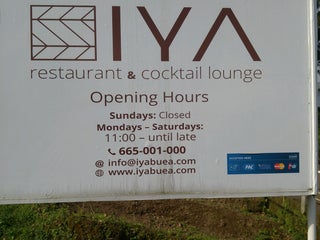 IYA
restaurant & cocktail lounge
Opening Hours
Sundays: Closed
Mondays – Saturdays:
11:00 – until late
665-001-000
@ info@iyabuea.com
www.iyabuea.com